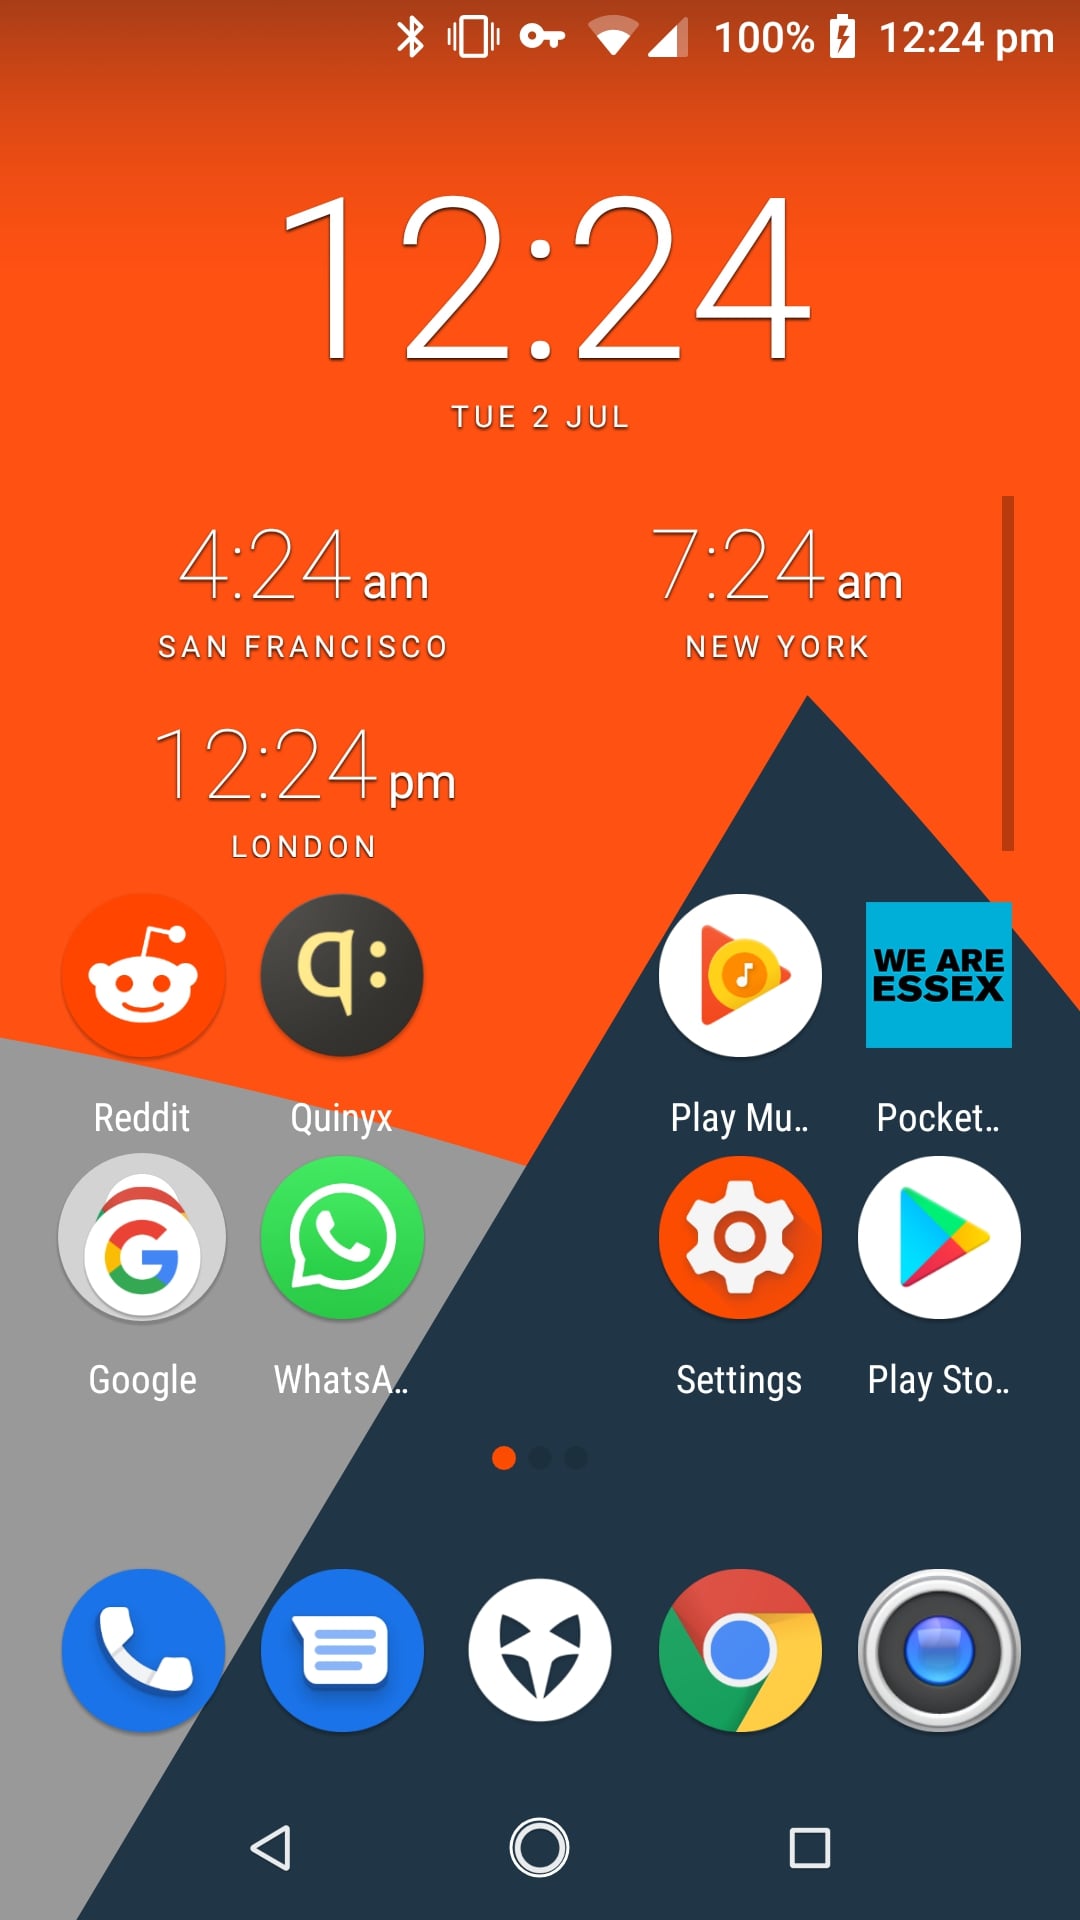 100% 12:24 pm
12:24
TUE 2 JUL
4:24 am
SAN FRANCISCO
7:24 am
NEW YORK
12:24 pm
LONDON
q:
WE ARE
ESSEX
Reddit
Quinyx
Play Mu..
Pocket..
G
Google
WhatsA..
Settings
Play Sto..